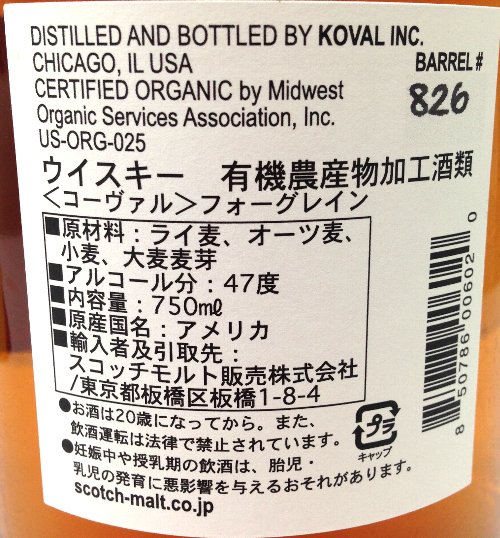 DISTILLED AND BOTTLED BY KOVAL INC.
CHICAGO, IL USA
BARREL #
CERTIFIED ORGANIC by Midwest
826
Organic Services Association, Inc.
US-ORG-025
ウイスキー 有機農産物加工酒類
<コーヴァル>フォーグレイン
■原材料：ライ麦、オーツ麦、
小麦、大麦麦芽
■アルコール分：47度
■内容量：750mℓ
■原産国名：アメリカ
■輸入者及引取先：
スコッチモルト販売株式会社
/東京都板橋区板橋1-8-4
●お酒は20歳になってから。また、
飲酒運転は法律で禁止されています。
●妊娠中や授乳期の飲酒は、胎児・
乳児の発育に悪影響を与えるおそれがあります。
scotch-malt.co.jp
プラ
キャップ
8 50786 00602 0